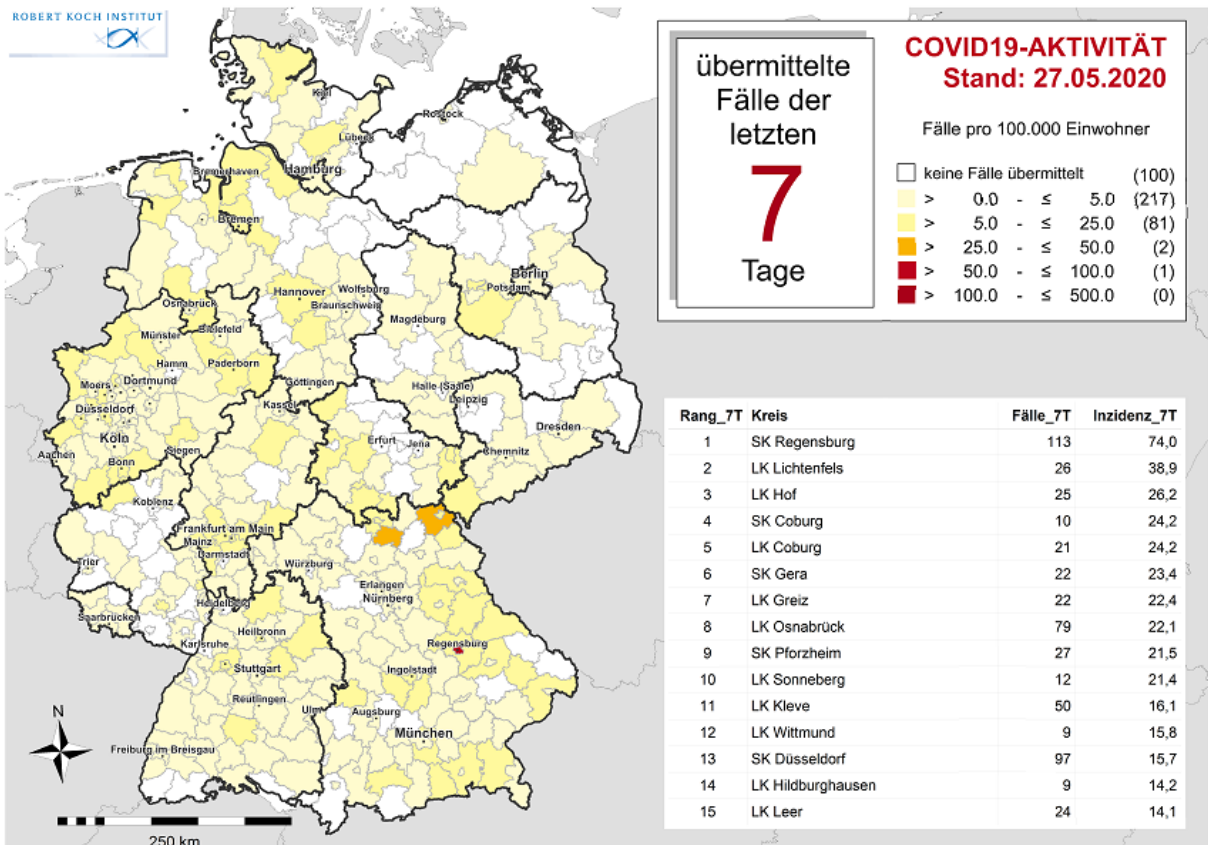 ROBERT KOCH INSTITUT
übermittelte
Fälle der
letzten
7
Tage
COVID19-AKTIVITÄT
Stand: 27.05.2020
Fälle pro 100.000 Einwohner
keine Fälle übermittelt (100)
> 0.0 - ≤ 5.0 (217)
> 5.0 - ≤ 25.0 (81)
> 25.0 - ≤ 50.0 (2)
> 50.0 - ≤ 100.0 (1)
> 100.0 - ≤ 500.0 (0)
Kiel
Rostock
Lübeck
Bremerhaven
Hamburg
Bremen
Berlin
Potsdam
Hannover
Wolfsburg
Braunschweig
Osnabrück
Magdeburg
Bielefeld
Münster
Hamm
Paderborn
Moers
Dortmund
Göttingen
Halle (Saale)
Leipzig
Düsseldorf
Kassel
Dresden
Köln
Erfurt
Jena
Chemnitz
Aachen
Siegen
Bonn
Koblenz
Frankfurt am Main
Mainz
Darmstadt
Trier
Würzburg
Erlangen
Nürnberg
Heidelberg
Saarbrücken
Heilbronn
Karlsruhe
Regensburg
Stuttgart
Ingolstadt
Reutlingen
Ulm
Augsburg
München
Freiburg im Breisgau
N
250 km
Rang_7T Kreis Fälle_7T Inzidenz_7T
1 SK Regensburg 113 74,0
2 LK Lichtenfels 26 38,9
3 LK Hof 25 26,2
4 SK Coburg 10 24,2
5 LK Coburg 21 24,2
6 SK Gera 22 23,4
7 LK Greiz 22 22,4
8 LK Osnabrück 79 22,1
9 SK Pforzheim 27 21,5
10 LK Sonneberg 12 21,4
11 LK Kleve 50 16,1
12 LK Wittmund 9 15,8
13 SK Düsseldorf 97 15,7
14 LK Hildburghausen 9 14,2
15 LK Leer 24 14,1